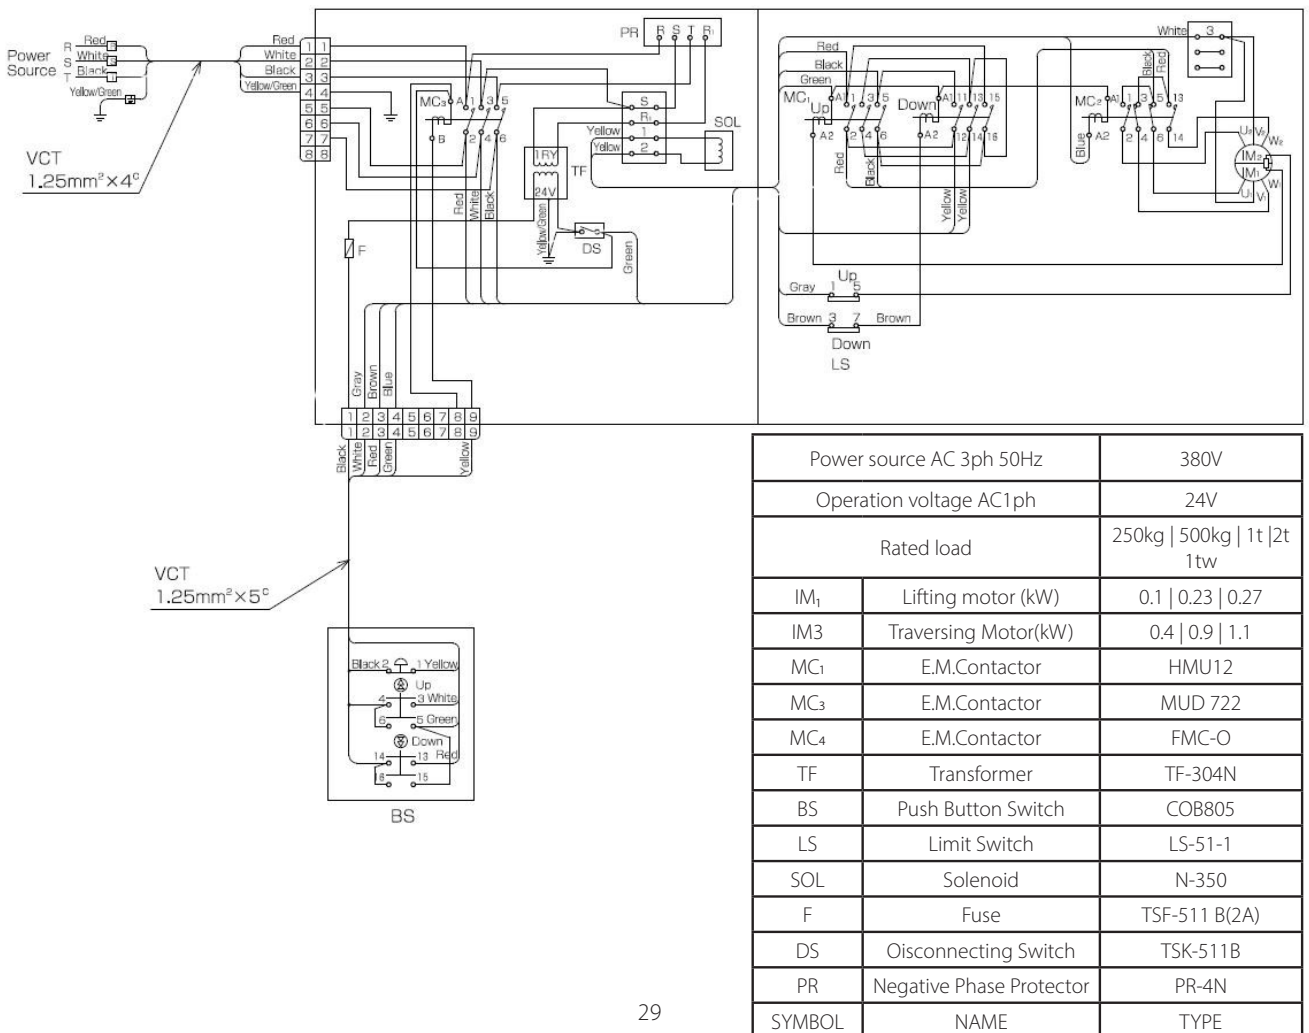 Power
Source
R Red
S White
T Black
Yellow/Green
VCT
1.25mm²×4ᶜ
Red 1 1
White 2 2
Black 3 3
Yellow/Green 4 4
5 5
6 6
7 7
8 8
PR R S T R₁
MC₃ A 1 3 5
B 2 4 6
Red
White
Black
S
R₁
Yellow 1
Yellow 2
SOL
1RY
TF
24V
Yellow/Green
DS
Green
F
Gray
Brown
Blue
1 2 3 4 5 6 7 8 9
1 2 3 4 5 6 7 8 9
Black
White
Red
Green
Yellow
Red
Black
Green
MC₁ Up A1 1 3 5
A2 2 4 6
Down A1 11 13 15
A2 12 14 16
Red
Black
Yellow
Yellow
White 3
Black
Red
MC₂ A1 1 3 5 13
A2 2 4 6 14
Blue
U₂ V₂ W₂
IM₂
IM₁
U₁ V₁ W₁
Up
Gray 1 5
Brown 3 7 Brown
Down
LS
VCT
1.25mm²×5ᶜ
Black 2 1 Yellow
Up
4 3 White
6 5 Green
Down
14 13 Red
16 15
BS
Power source AC 3ph 50Hz 380V
Operation voltage AC1ph 24V
Rated load 250kg | 500kg | 1t |2t
1tw
IM₁ Lifting motor (kW) 0.1 | 0.23 | 0.27
IM3 Traversing Motor(kW) 0.4 | 0.9 | 1.1
MC₁ E.M.Contactor HMU12
MC₃ E.M.Contactor MUD 722
MC₄ E.M.Contactor FMC-O
TF Transformer TF-304N
BS Push Button Switch COB805
LS Limit Switch LS-51-1
SOL Solenoid N-350
F Fuse TSF-511 B(2A)
DS Oisconnecting Switch TSK-511B
PR Negative Phase Protector PR-4N
SYMBOL NAME TYPE
29